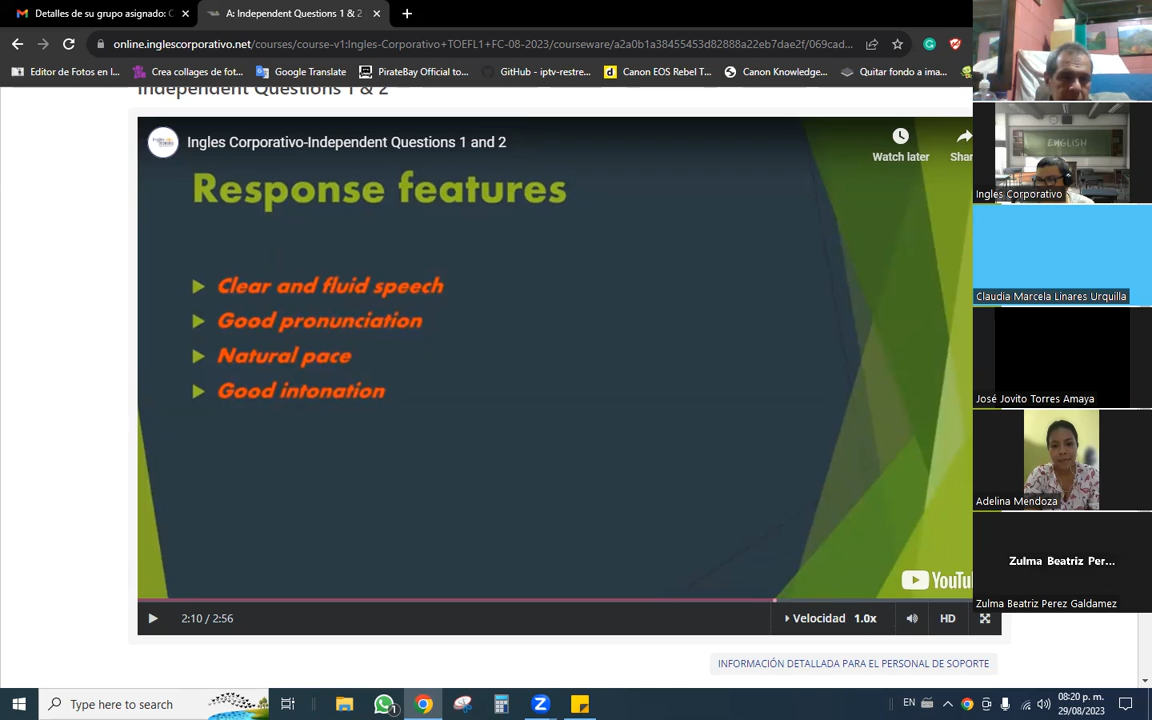 Detalles de su grupo asignado: C
A: Independent Questions 1 & 2
online.inglescorporativo.net/courses/course-v1:Ingles-Corporativo+TOEFL1+FC-08-2023/courseware/a2a0b1a38455453d82888a22eb7dae2f/069cad...
Editor de Fotos en l...
Crea collages de fot...
Google Translate
PirateBay Official to...
GitHub - iptv-restre...
Canon EOS Rebel T...
Canon Knowledge...
Quitar fondo a ima...
Independent Questions 1 & 2
Ingles Corporativo-Independent Questions 1 and 2
Watch later
Shar
Response features
Clear and fluid speech
Good pronunciation
Natural pace
Good intonation
YouTu
2:10 / 2:56
Velocidad 1.0x
HD
INFORMACIÓN DETALLADA PARA EL PERSONAL DE SOPORTE
ENGLISH
Ingles Corporativo
Claudia Marcela Linares Urquilla
José Jovito Torres Amaya
Adelina Mendoza
Zulma Beatriz Per...
Zulma Beatriz Perez Galdamez
Type here to search
1
EN
08:20 p. m.
29/08/2023